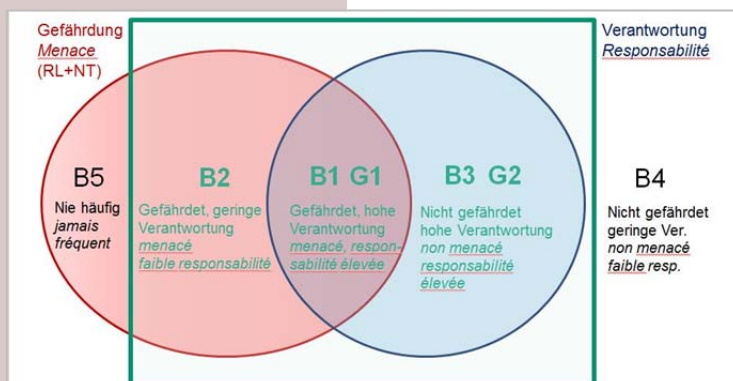 Gefährdung
Menace
(RL+NT)
Verantwortung
Responsabilité
B5
Nie häufig
jamais
fréquent
B2
Gefährdet, geringe
Verantwortung
menacé
faible responsabilité
B1 G1
Gefährdet, hohe
Verantwortung
menacé, respon-
sabilité élevée
B3 G2
Nicht gefährdet
hohe Verantwortung
non menacé
responsabilité
élevée
B4
Nicht gefährdet
geringe Ver.
non menacé
faible resp.